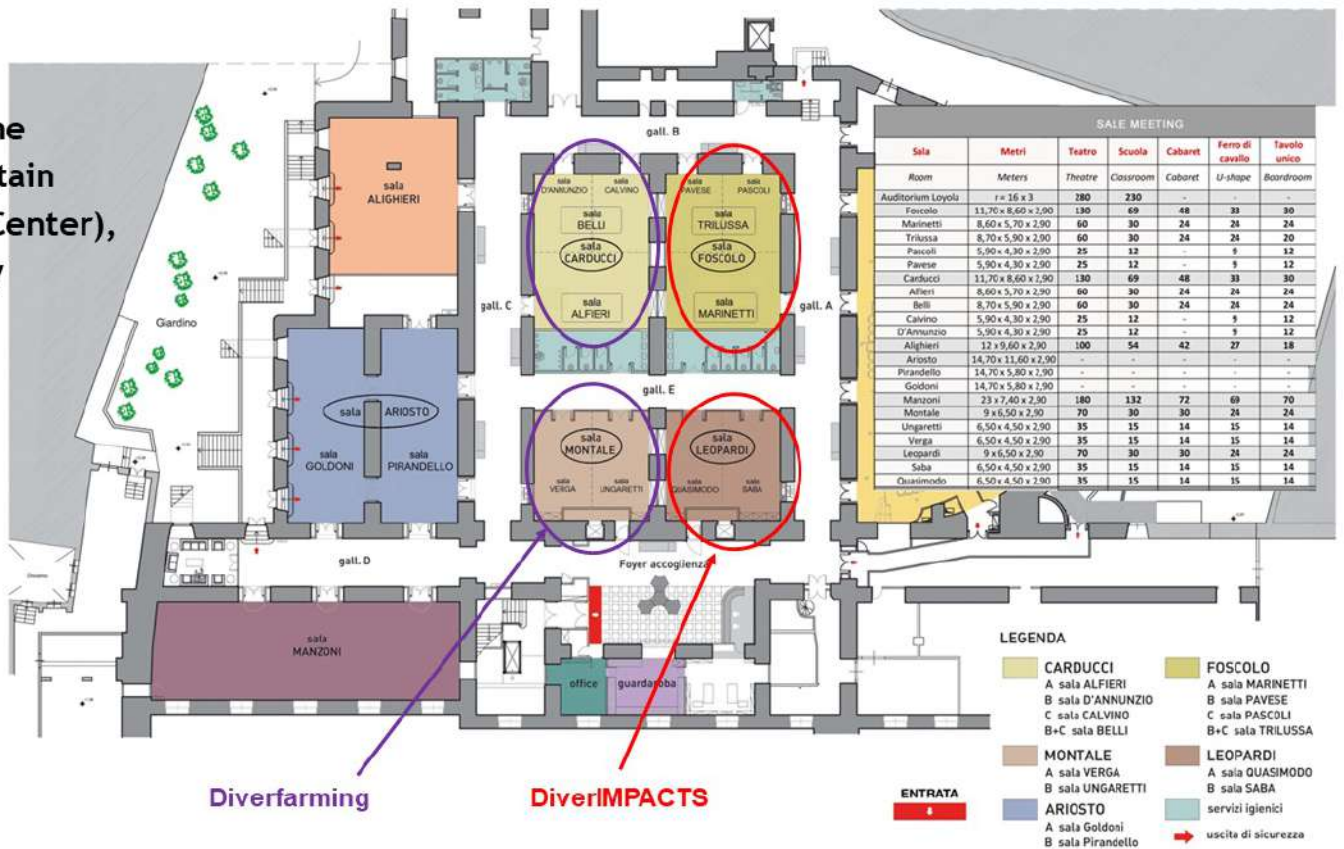 ne
tain
Center),
y
gall. B
sala
ALIGHIERI
sala
D'ANNUNZIO
sala
CALVINO
sala
BELLI
sala
CARDUCCI
sala
ALFIERI
sala
PAVESE
sala
PASCOLI
sala
TRILUSSA
sala
FOSCOLO
sala
MARINETTI
gall. C
gall. A
Giardino
gall. E
sala ARIOSTO
sala
GOLDONI
sala
PIRANDELLO
sala
MONTALE
sala
VERGA
sala
UNGARETTI
sala
LEOPARDI
sala
QUASIMODO
sala
SABA
gall. D
Foyer accoglienza
sala
MANZONI
office
guardaroba
Diverfarming
DiverIMPACTS
SALE MEETING
Sala Metri Teatro Scuola Cabaret Ferro di cavallo Tavolo unico
Room Meters Theatre Classroom Cabaret U-shape Boardroom
Auditorium Loyola r = 16 x 3 280 230 - - -
Foscolo 11,70 x 8,60 x 2,90 130 69 48 33 30
Marinetti 8,60 x 5,70 x 2,90 60 30 24 24 24
Trilussa 8,70 x 5,90 x 2,90 60 30 24 24 20
Pascoli 5,90 x 4,30 x 2,90 25 12 - 9 12
Pavese 5,90 x 4,30 x 2,90 25 12 - 9 12
Carducci 11,70 x 8,60 x 2,90 130 69 48 33 30
Alfieri 8,60 x 5,70 x 2,90 60 30 24 24 24
Belli 8,70 x 5,90 x 2,90 60 30 24 24 24
Calvino 5,90 x 4,30 x 2,90 25 12 - 9 12
D'Annunzio 5,90 x 4,30 x 2,90 25 12 - 9 12
Alighieri 12 x 9,60 x 2,90 100 54 42 27 18
Ariosto 14,70 x 11,60 x 2,90 - - - - -
Pirandello 14,70 x 5,80 x 2,90 - - - - -
Goldoni 14,70 x 5,80 x 2,90 - - - - -
Manzoni 23 x 7,40 x 2,90 180 132 72 69 70
Montale 9 x 6,50 x 2,90 70 30 30 24 24
Ungaretti 6,50 x 4,50 x 2,90 35 15 14 15 14
Verga 6,50 x 4,50 x 2,90 35 15 14 15 14
Leopardi 9 x 6,50 x 2,90 70 30 30 24 24
Saba 6,50 x 4,50 x 2,90 35 15 14 15 14
Quasimodo 6,50 x 4,50 x 2,90 35 15 14 15 14
LEGENDA
CARDUCCI
A sala ALFIERI
B sala D'ANNUNZIO
C sala CALVINO
B+C sala BELLI
MONTALE
A sala VERGA
B sala UNGARETTI
ARIOSTO
A sala Goldoni
B sala Pirandello
FOSCOLO
A sala MARINETTI
B sala PAVESE
C sala PASCOLI
B+C sala TRILUSSA
LEOPARDI
A sala QUASIMODO
B sala SABA
servizi igienici
uscita di sicurezza
ENTRATA